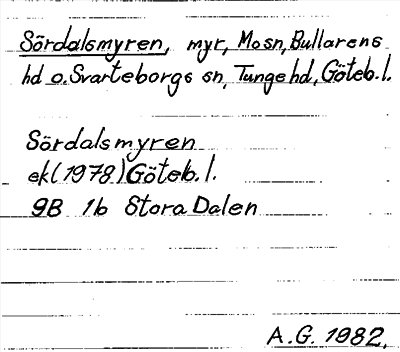 Sördalsmyren, myr, Mo sn, Bullarens
hd o. Svarteborgs sn, Tunge hd, Göteb. l.
Sördalsmyren
ek (1978) Göteb. l.
9B 1b Stora Dalen
A.G. 1982.